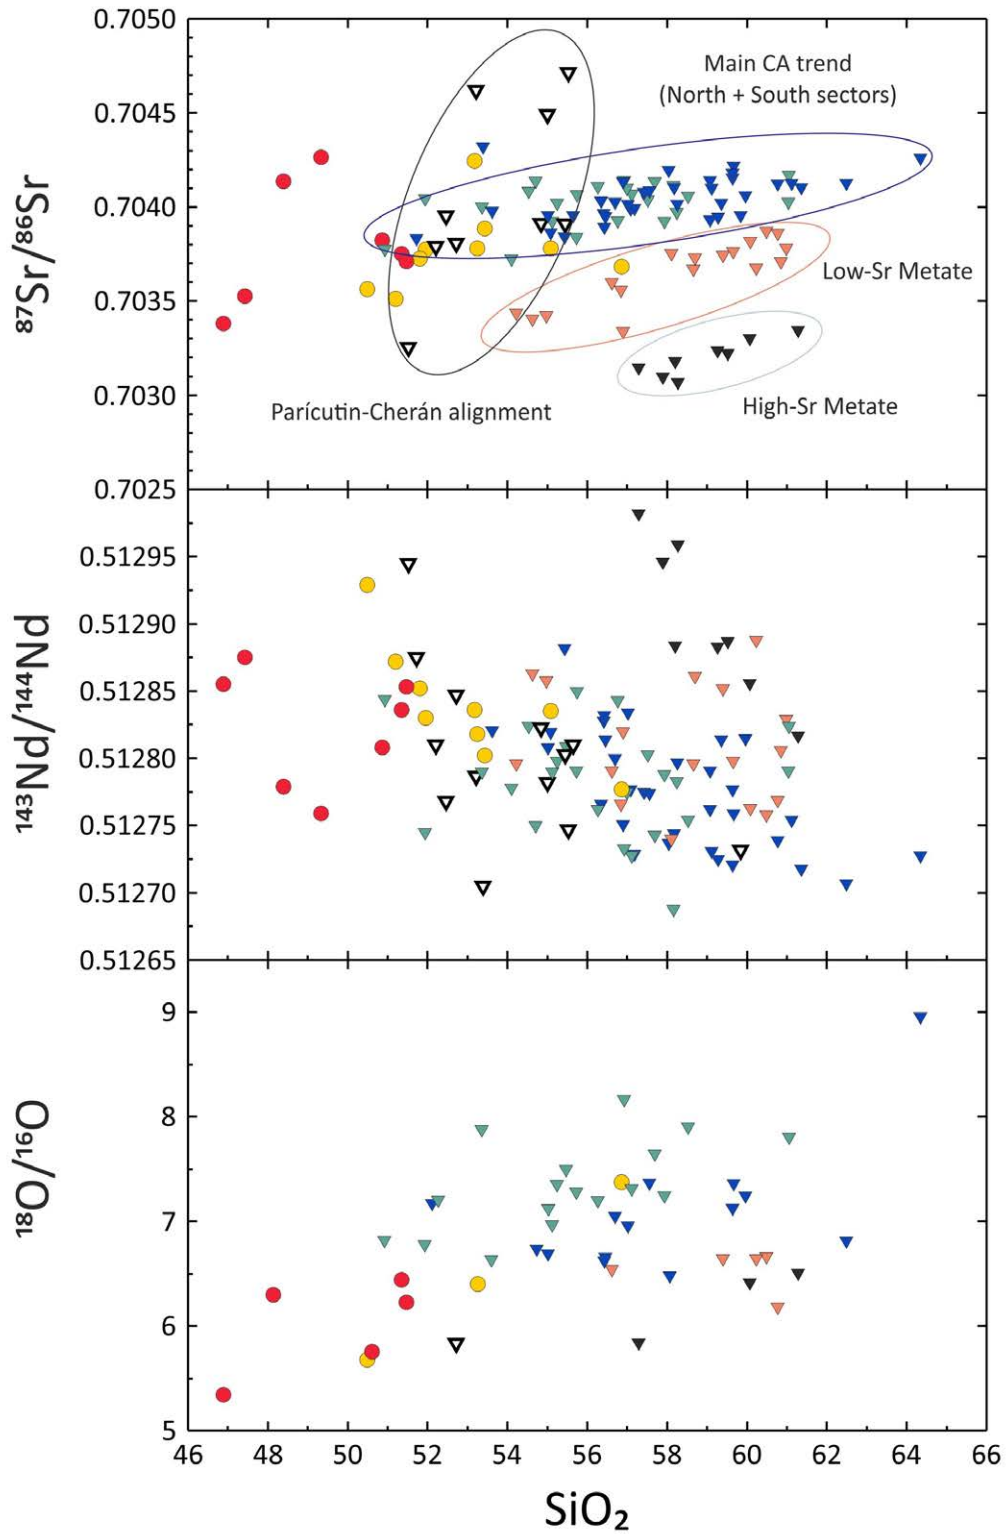 ⁸⁷Sr/⁸⁶Sr
0.7050
0.7045
0.7040
0.7035
0.7030
0.7025
Main CA trend
(North + South sectors)
Low-Sr Metate
High-Sr Metate
Parícutin-Cherán alignment
¹⁴³Nd/¹⁴⁴Nd
0.51295
0.51290
0.51285
0.51280
0.51275
0.51270
0.51265
¹⁸O/¹⁶O
9
8
7
6
5
46 48 50 52 54 56 58 60 62 64 66
SiO₂